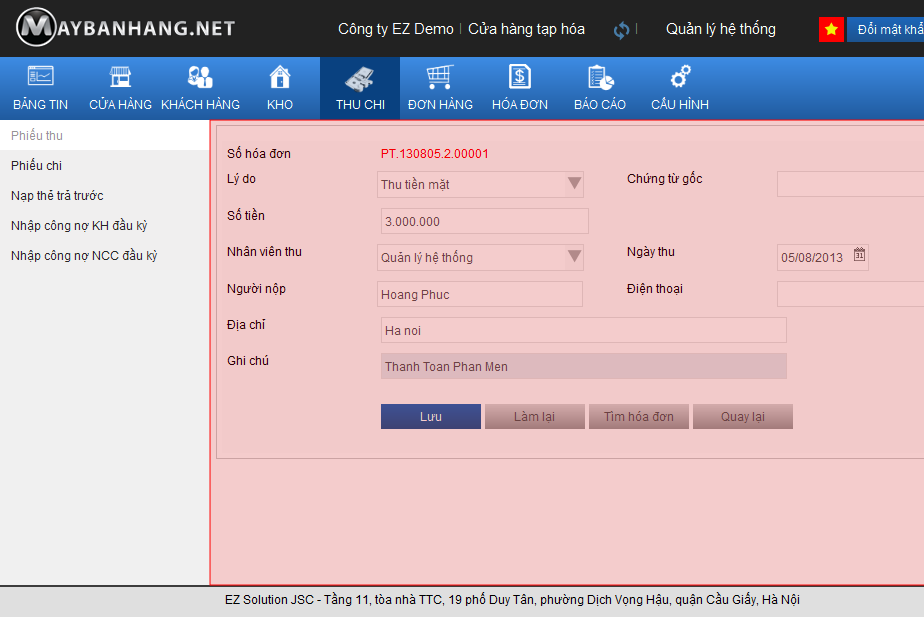 MAYBANHANG.NET
Công ty EZ Demo | Cửa hàng tạp hóa | Quản lý hệ thống Đổi mật khẩ
BẢNG TIN CỬA HÀNG KHÁCH HÀNG KHO THU CHI ĐƠN HÀNG HÓA ĐƠN BÁO CÁO CẤU HÌNH
Phiếu thu
Phiếu chi
Nạp thẻ trả trước
Nhập công nợ KH đầu kỳ
Nhập công nợ NCC đầu kỳ
Số hóa đơn PT.130805.2.00001
Lý do Thu tiền mặt Chứng từ gốc
Số tiền 3.000.000
Nhân viên thu Quản lý hệ thống Ngày thu 05/08/2013 31
Người nộp Hoang Phuc Điện thoại
Địa chỉ Ha noi
Ghi chú Thanh Toan Phan Men
Lưu Làm lại Tìm hóa đơn Quay lại
EZ Solution JSC - Tầng 11, tòa nhà TTC, 19 phố Duy Tân, phường Dịch Vọng Hậu, quận Cầu Giấy, Hà Nội